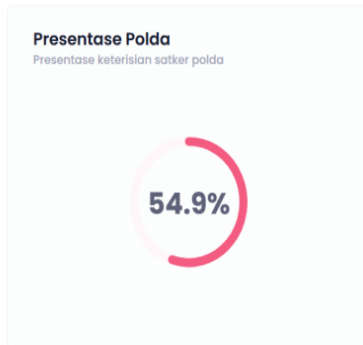 Presentase Polda
Presentase keterisian satker polda
54.9%